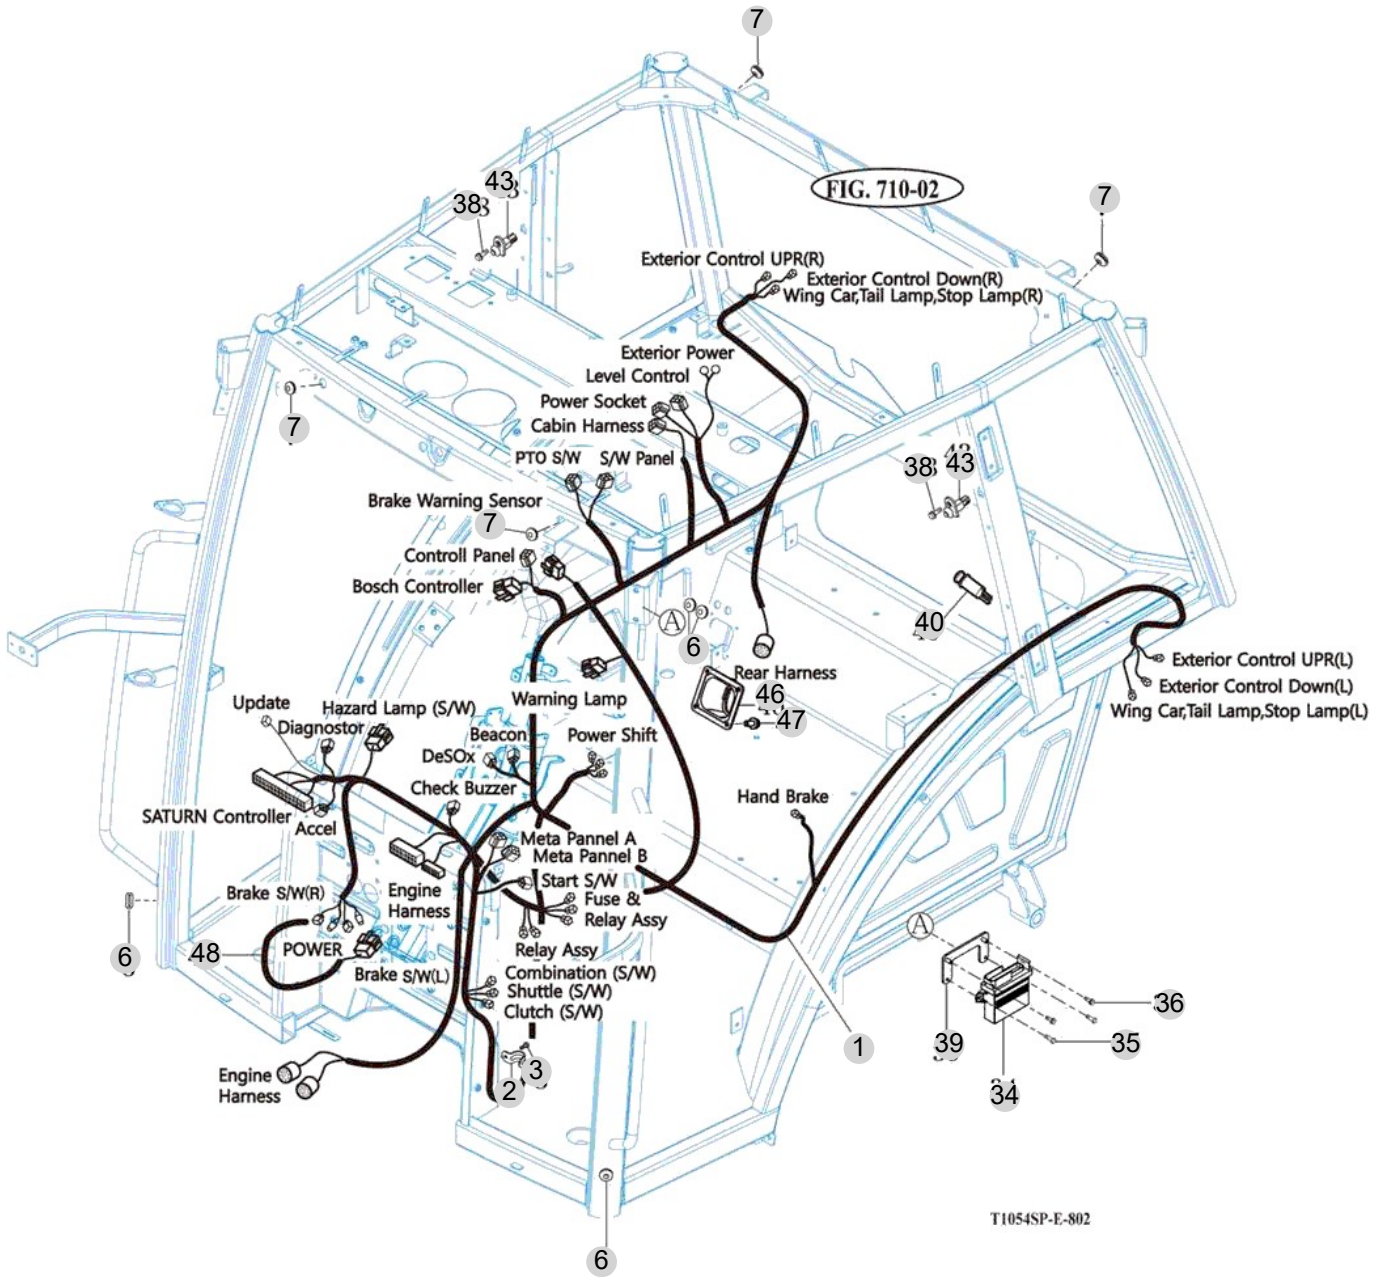 7
43
38
FIG. 710-02
7
Exterior Control UPR(R)
Exterior Control Down(R)
Wing Car,Tail Lamp,Stop Lamp(R)
Exterior Power
Level Control
Power Socket
Cabin Harness
7
PTO S/W
S/W Panel
38
43
Brake Warning Sensor
7
Controll Panel
Bosch Controller
A
40
6
Exterior Control UPR(L)
Rear Harness
Exterior Control Down(L)
46
Wing Car,Tail Lamp,Stop Lamp(L)
Update
Hazard Lamp (S/W)
Warning Lamp
47
Diagnostor
Beacon
Power Shift
DeSOx
Check Buzzer
Hand Brake
SATURN Controller
Accel
Meta Pannel A
Meta Pannel B
Brake S/W(R)
Engine
Harness
Start S/W
Fuse &
Relay Assy
A
6
48
POWER
Relay Assy
Brake S/W(L)
Combination (S/W)
Shuttle (S/W)
Clutch (S/W)
36
1
39
35
Engine
Harness
2
3
34
T1054SP-E-802
6